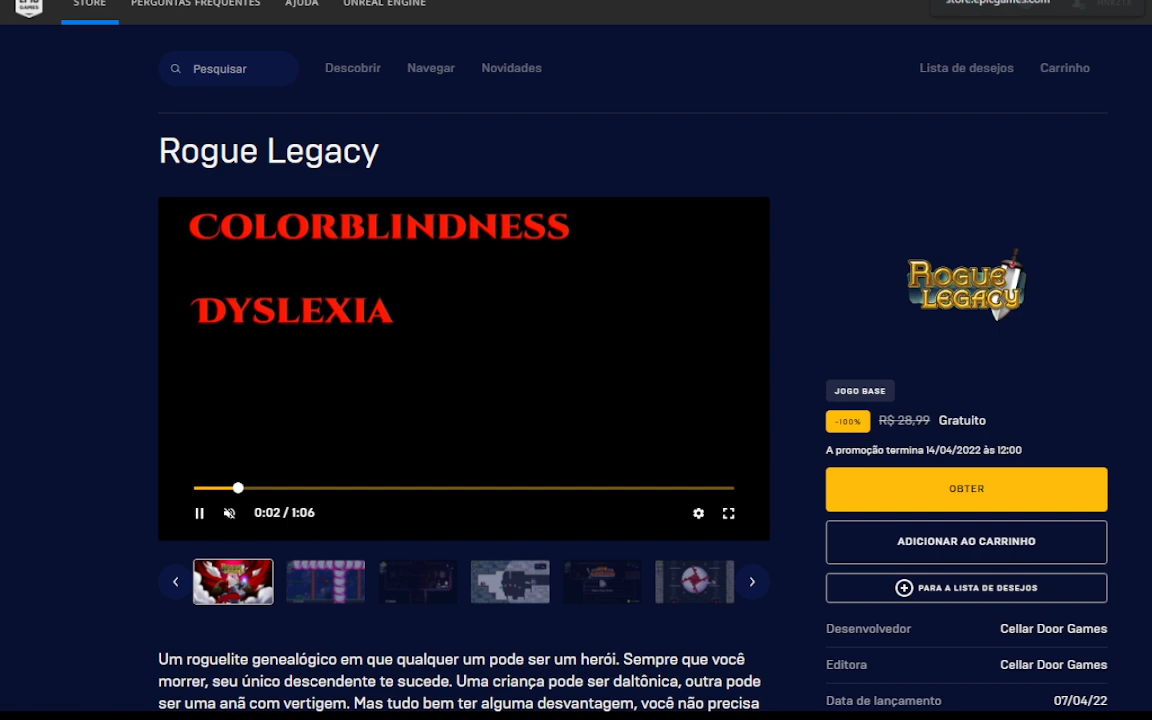 EPIC
GAMES
STORE PERGUNTAS FREQUENTES AJUDA UNREAL ENGINE
store.epicgames.com
Pesquisar Descobrir Navegar Novidades Lista de desejos Carrinho
Rogue Legacy
Colorblindness
Dyslexia
Rogue
Legacy
JOGO BASE
-100% R$ 28,99 Gratuito
A promoção termina 14/04/2022 às 12:00
OBTER
0:02 / 1:06
ADICIONAR AO CARRINHO
PARA A LISTA DE DESEJOS
Desenvolvedor Cellar Door Games
Editora Cellar Door Games
Data de lançamento 07/04/22
Um roguelite genealógico em que qualquer um pode ser um herói. Sempre que você
morrer, seu único descendente te sucede. Uma criança pode ser daltônica, outra pode
ser uma anã com vertigem. Mas tudo bem ter alguma desvantagem, você não precisa